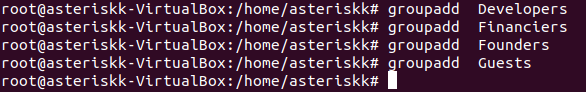 root@asteriskk-VirtualBox:/home/asteriskk# groupadd  Developers
root@asteriskk-VirtualBox:/home/asteriskk# groupadd  Financiers
root@asteriskk-VirtualBox:/home/asteriskk# groupadd  Founders
root@asteriskk-VirtualBox:/home/asteriskk# groupadd  Guests
root@asteriskk-VirtualBox:/home/asteriskk#